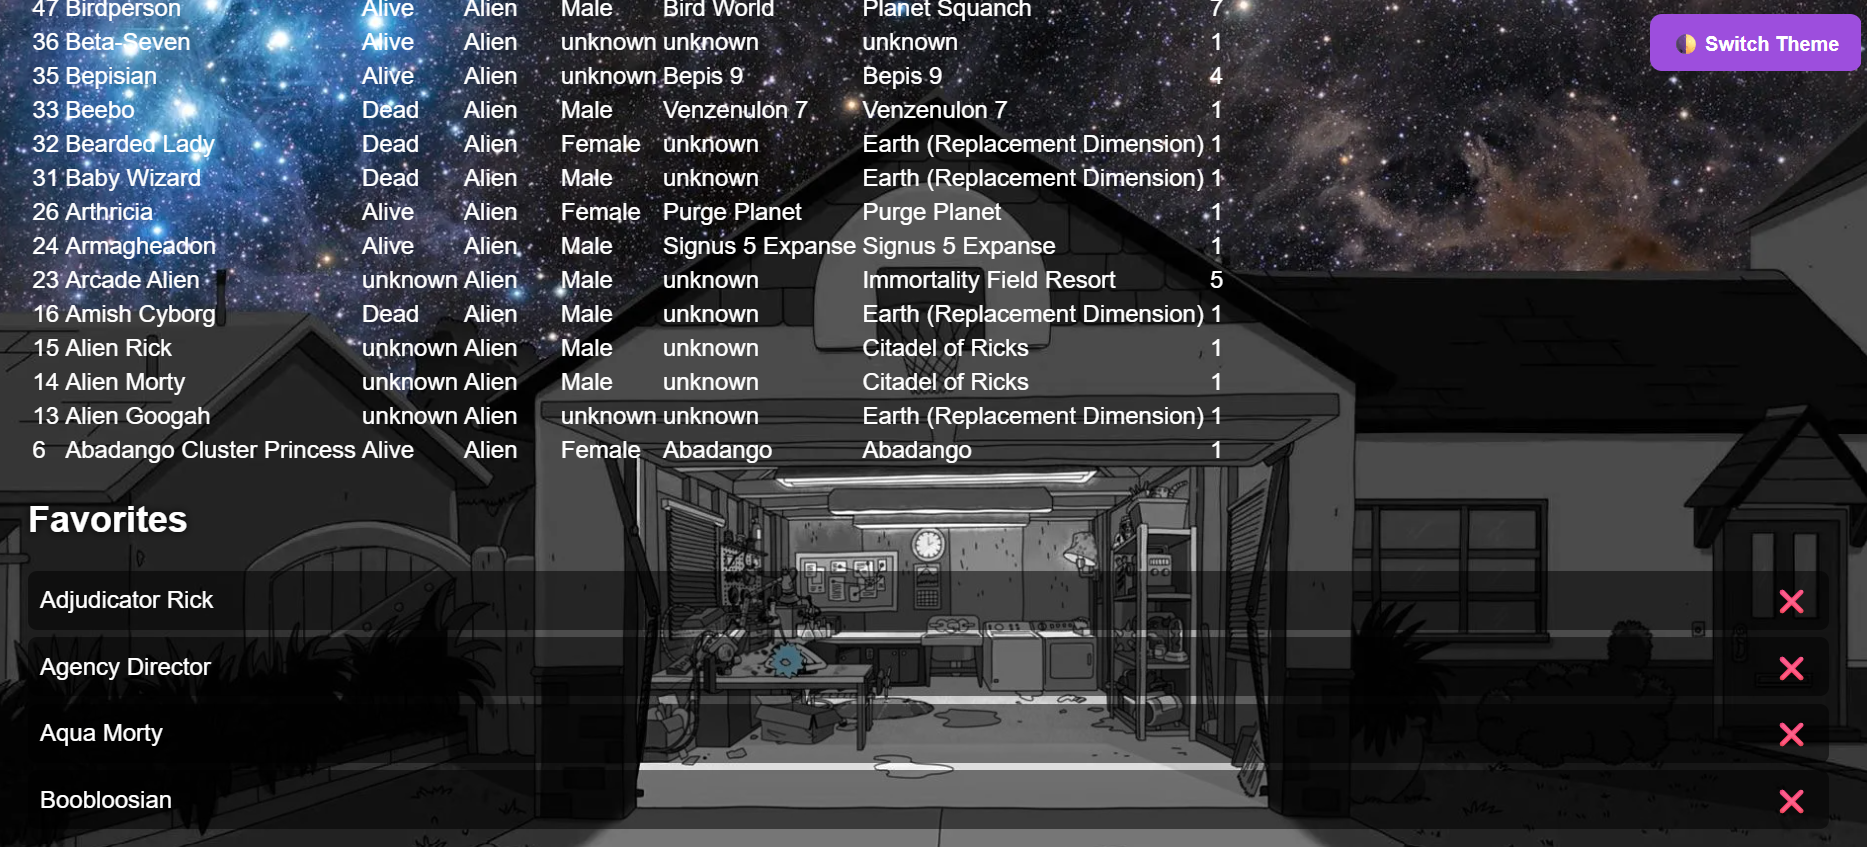 47 Birdperson Alive Alien Male Bird World Planet Squanch 7
36 Beta-Seven Alive Alien unknown unknown unknown 1
35 Bepisian Alive Alien unknown Bepis 9 Bepis 9 4
33 Beebo Dead Alien Male Venzenulon 7 Venzenulon 7 1
32 Bearded Lady Dead Alien Female unknown Earth (Replacement Dimension) 1
31 Baby Wizard Dead Alien Male unknown Earth (Replacement Dimension) 1
26 Arthricia Alive Alien Female Purge Planet Purge Planet 1
24 Armagheadon Alive Alien Male Signus 5 Expanse Signus 5 Expanse 1
23 Arcade Alien unknown Alien Male unknown Immortality Field Resort 5
16 Amish Cyborg Dead Alien Male unknown Earth (Replacement Dimension) 1
15 Alien Rick unknown Alien Male unknown Citadel of Ricks 1
14 Alien Morty unknown Alien Male unknown Citadel of Ricks 1
13 Alien Googah unknown Alien unknown unknown Earth (Replacement Dimension) 1
6 Abadango Cluster Princess Alive Alien Female Abadango Abadango 1
Switch Theme
Favorites
Adjudicator Rick
Agency Director
Aqua Morty
Boobloosian